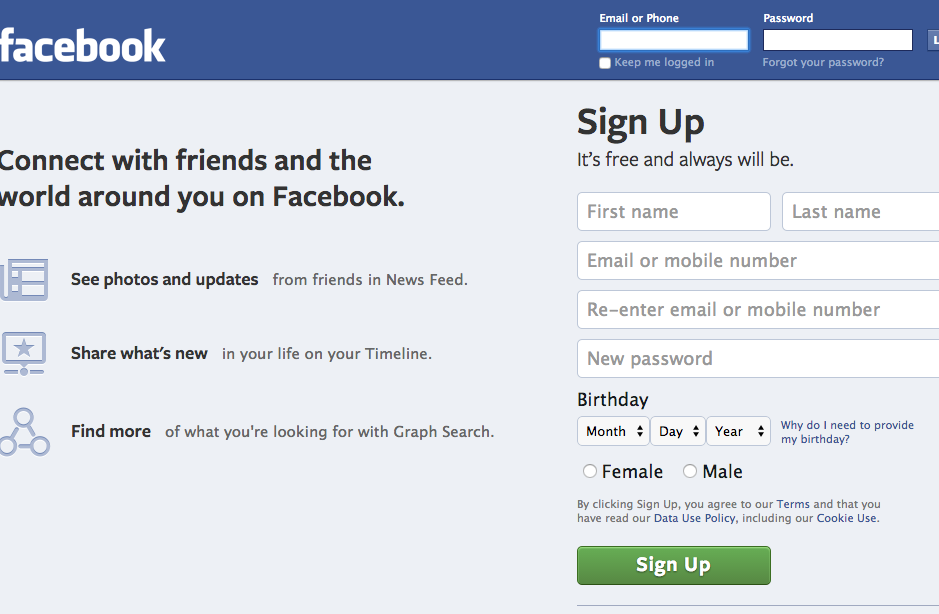 facebook
Email or Phone
Password
Keep me logged in
Forgot your password?
Connect with friends and the
world around you on Facebook.
See photos and updates from friends in News Feed.
Share what's new in your life on your Timeline.
Find more of what you're looking for with Graph Search.
Sign Up
It's free and always will be.
First name
Last name
Email or mobile number
Re-enter email or mobile number
New password
Birthday
Month Day Year
Why do I need to provide
my birthday?
Female Male
By clicking Sign Up, you agree to our Terms and that you
have read our Data Use Policy, including our Cookie Use.
Sign Up